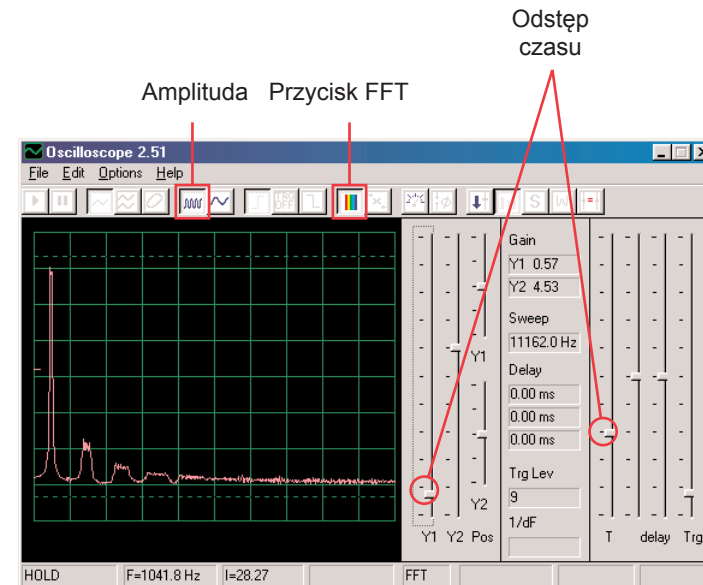 Odstęp
czasu
Amplituda Przycisk FFT
Oscilloscope 2.51
File Edit Options Help
TRG
OFF
S W
Gain
Y1 0.57
Y2 4.53
Sweep
11162.0 Hz
Y1
Delay
0.00 ms
0.00 ms
0.00 ms
Trg Lev
9
Y2
1/dF
Y1 Y2 Pos
T delay Trg
HOLD F=1041.8 Hz I=28.27 FFT